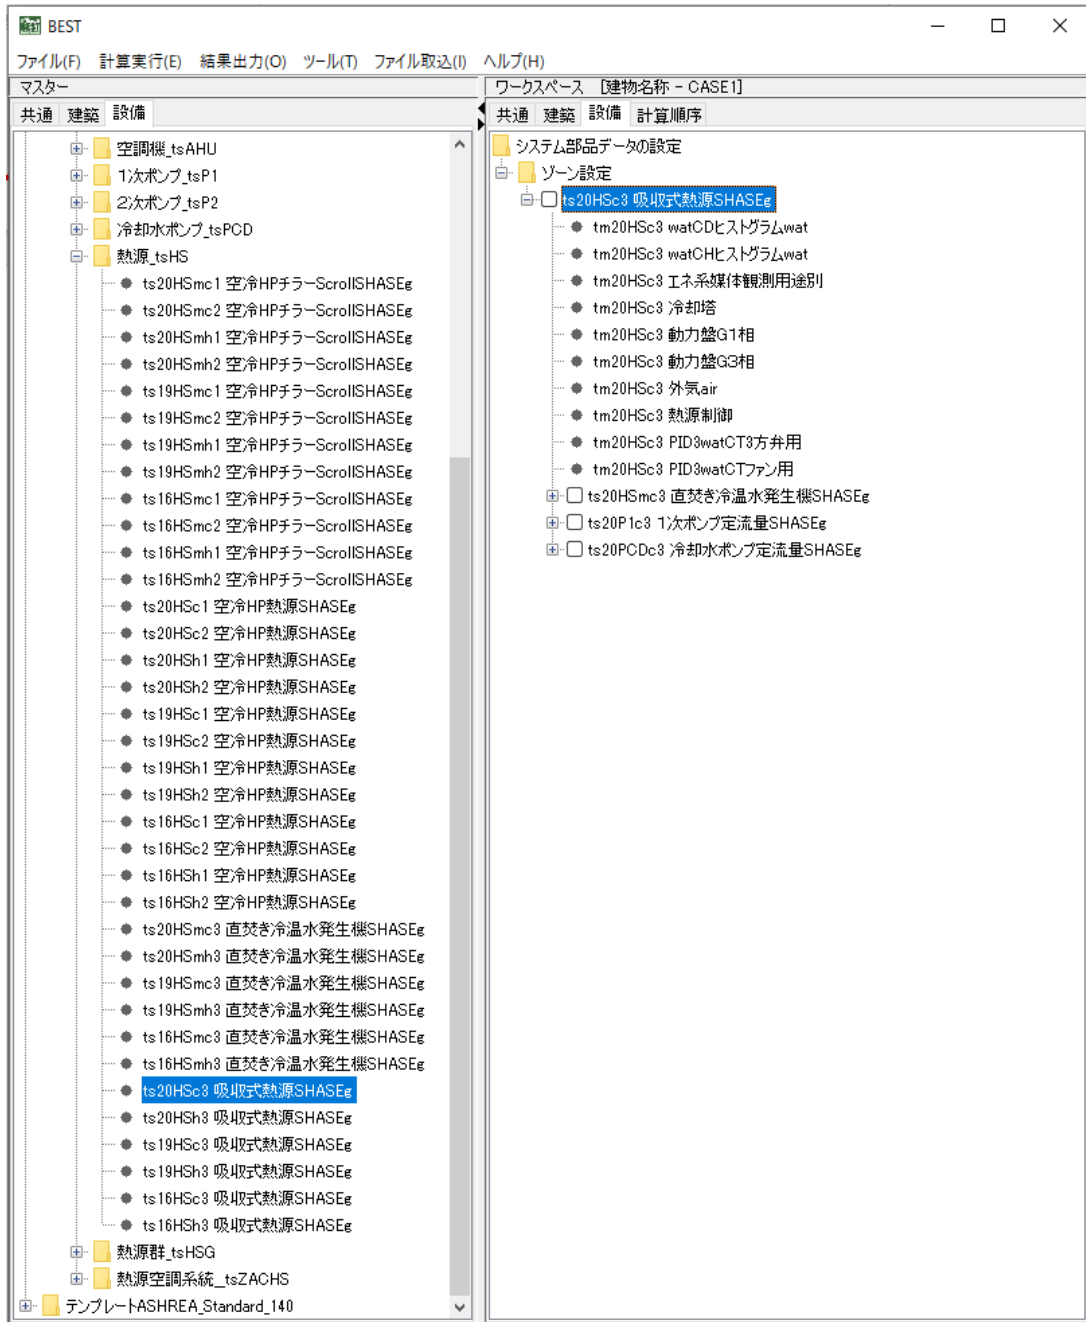 BEST
ファイル(F) 計算実行(E) 結果出力(O) ツール(T) ファイル取込(I) ヘルプ(H)
マスター
共通 建築 設備
空調機_tsAHU
1次ポンプ_tsP1
2次ポンプ_tsP2
冷却水ポンプ_tsPCD
熱源_tsHS
ts20HSmc1 空冷HPチラーScrollSHASEg
ts20HSmc2 空冷HPチラーScrollSHASEg
ts20HSmh1 空冷HPチラーScrollSHASEg
ts20HSmh2 空冷HPチラーScrollSHASEg
ts19HSmc1 空冷HPチラーScrollSHASEg
ts19HSmc2 空冷HPチラーScrollSHASEg
ts19HSmh1 空冷HPチラーScrollSHASEg
ts19HSmh2 空冷HPチラーScrollSHASEg
ts16HSmc1 空冷HPチラーScrollSHASEg
ts16HSmc2 空冷HPチラーScrollSHASEg
ts16HSmh1 空冷HPチラーScrollSHASEg
ts16HSmh2 空冷HPチラーScrollSHASEg
ts20HSc1 空冷HP熱源SHASEg
ts20HSc2 空冷HP熱源SHASEg
ts20HSh1 空冷HP熱源SHASEg
ts20HSh2 空冷HP熱源SHASEg
ts19HSc1 空冷HP熱源SHASEg
ts19HSc2 空冷HP熱源SHASEg
ts19HSh1 空冷HP熱源SHASEg
ts19HSh2 空冷HP熱源SHASEg
ts16HSc1 空冷HP熱源SHASEg
ts16HSc2 空冷HP熱源SHASEg
ts16HSh1 空冷HP熱源SHASEg
ts16HSh2 空冷HP熱源SHASEg
ts20HSmc3 直焚き冷温水発生機SHASEg
ts20HSmh3 直焚き冷温水発生機SHASEg
ts19HSmc3 直焚き冷温水発生機SHASEg
ts19HSmh3 直焚き冷温水発生機SHASEg
ts16HSmc3 直焚き冷温水発生機SHASEg
ts16HSmh3 直焚き冷温水発生機SHASEg
ts20HSc3 吸収式熱源SHASEg
ts20HSh3 吸収式熱源SHASEg
ts19HSc3 吸収式熱源SHASEg
ts19HSh3 吸収式熱源SHASEg
ts16HSc3 吸収式熱源SHASEg
ts16HSh3 吸収式熱源SHASEg
熱源群_tsHSG
熱源空調系統_tsZACHS
テンプレートASHREA_Standard_140
ワークスペース [建物名称 - CASE1]
共通 建築 設備 計算順序
システム部品データの設定
ゾーン設定
ts20HSc3 吸収式熱源SHASEg
tm20HSc3 watCDヒストグラムwat
tm20HSc3 watCHヒストグラムwat
tm20HSc3 エネ系媒体観測用途別
tm20HSc3 冷却塔
tm20HSc3 動力盤G1相
tm20HSc3 動力盤G3相
tm20HSc3 外気air
tm20HSc3 熱源制御
tm20HSc3 PID3watCT3方弁用
tm20HSc3 PID3watCTファン用
ts20HSmc3 直焚き冷温水発生機SHASEg
ts20P1c3 1次ポンプ定流量SHASEg
ts20PCDc3 冷却水ポンプ定流量SHASEg